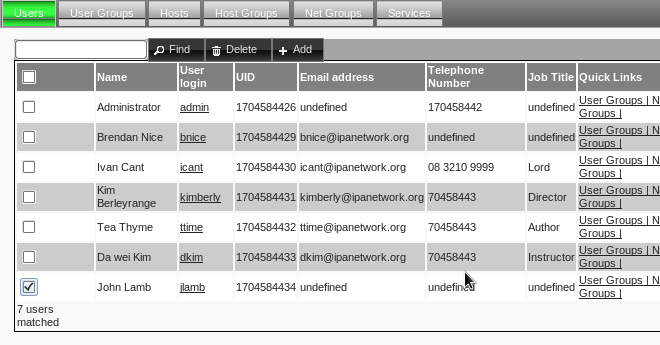 Users User Groups Hosts Host Groups Net Groups Services
Find Delete Add
Name User login UID Email address Telephone Number Job Title Quick Links
Administrator admin 1704584426 undefined 170458442 undefined User Groups | N
Groups |
Brendan Nice bnice 1704584429 bnice@ipanetwork.org undefined undefined User Groups | N
Groups |
Ivan Cant icant 1704584430 icant@ipanetwork.org 08 3210 9999 Lord User Groups | N
Groups |
Kim Berleyrange kimberly 1704584431 kimberly@ipanetwork.org 70458443 Director User Groups | N
Groups |
Tea Thyme ttime 1704584432 ttime@ipanetwork.org 70458443 Author User Groups | N
Groups |
Da wei Kim dkim 1704584433 dkim@ipanetwork.org 70458443 Instructor User Groups | N
Groups |
John Lamb jlamb 1704584434 undefined undefined undefined User Groups | N
Groups |
7 users
matched